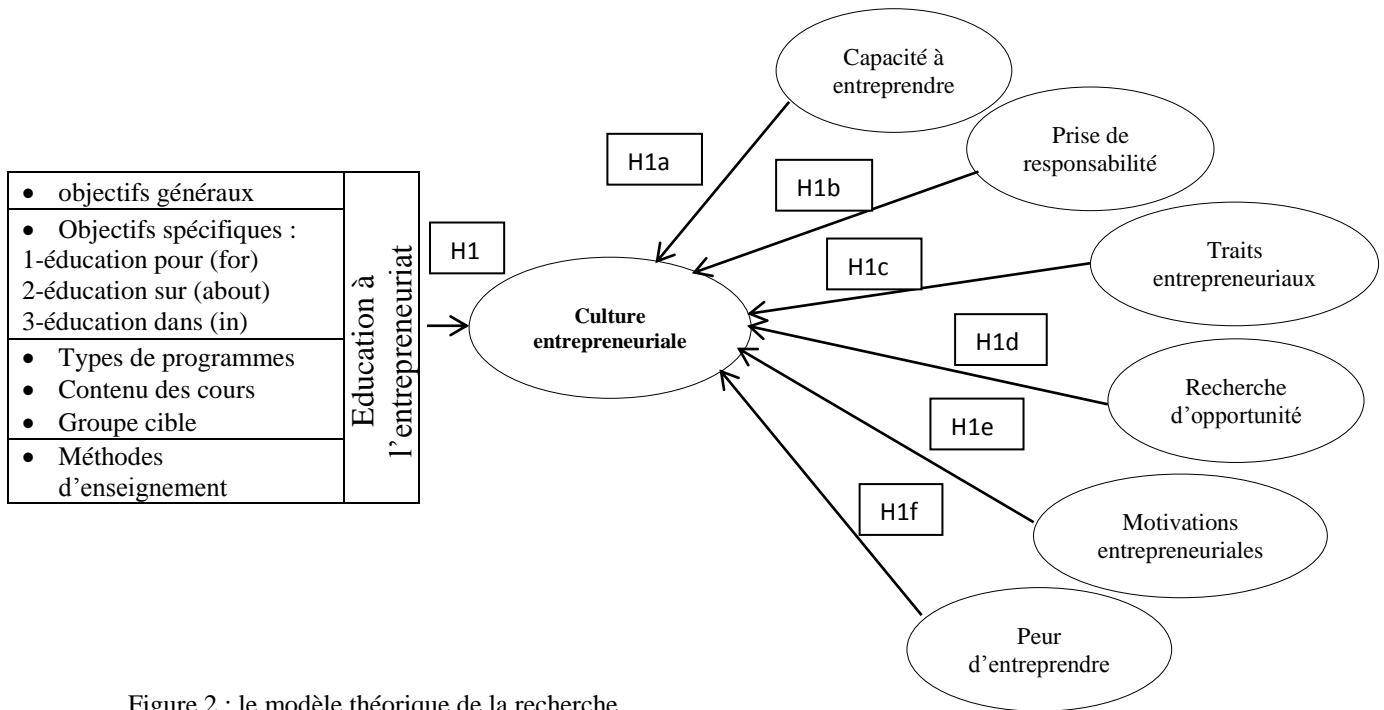 Capacité à
entreprendre
Prise de
responsabilité
H1a
H1b
• objectifs généraux
• Objectifs spécifiques :
1-éducation pour (for)
2-éducation sur (about)
3-éducation dans (in)
• Types de programmes
• Contenu des cours
• Groupe cible
• Méthodes
d’enseignement
Education à
l’entrepreneuriat
H1
Culture
entrepreneuriale
H1c
Traits
entrepreneuriaux
H1d
Recherche
d’opportunité
H1e
Motivations
entrepreneuriales
H1f
Peur
d’entreprendre
Figure 2 : le modèle théorique de la recherche